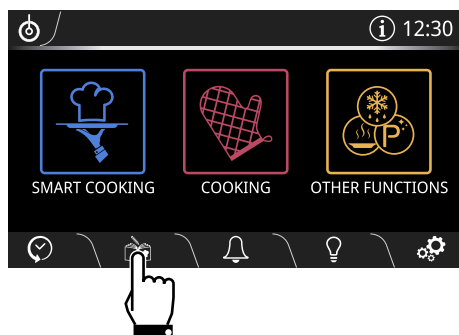 12:30
SMART COOKING
COOKING
OTHER FUNCTIONS
i
P